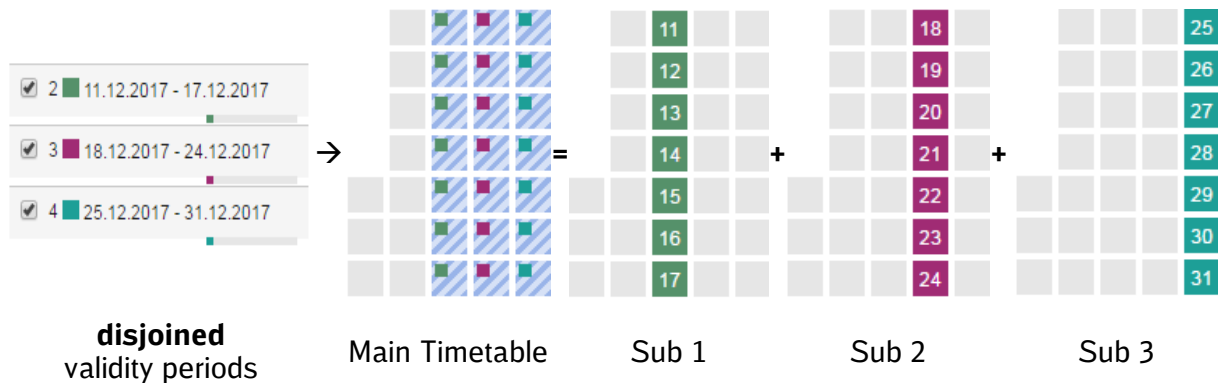 2 11.12.2017 - 17.12.2017
3 18.12.2017 - 24.12.2017
4 25.12.2017 - 31.12.2017
→
=
11
12
13
14
15
16
17
+
18
19
20
21
22
23
24
+
25
26
27
28
29
30
31
disjoined
validity periods
Main Timetable
Sub 1
Sub 2
Sub 3